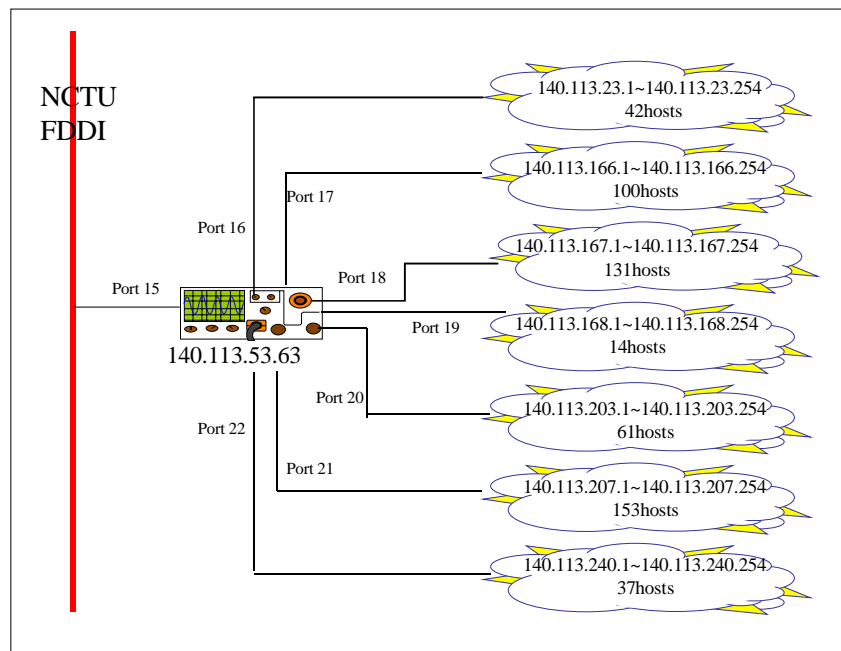 NCTU
FDDI
Port 15
Port 16
Port 17
Port 18
Port 19
Port 20
Port 21
Port 22
140.113.53.63
140.113.23.1~140.113.23.254
42hosts
140.113.166.1~140.113.166.254
100hosts
140.113.167.1~140.113.167.254
131hosts
140.113.168.1~140.113.168.254
14hosts
140.113.203.1~140.113.203.254
61hosts
140.113.207.1~140.113.207.254
153hosts
140.113.240.1~140.113.240.254
37hosts